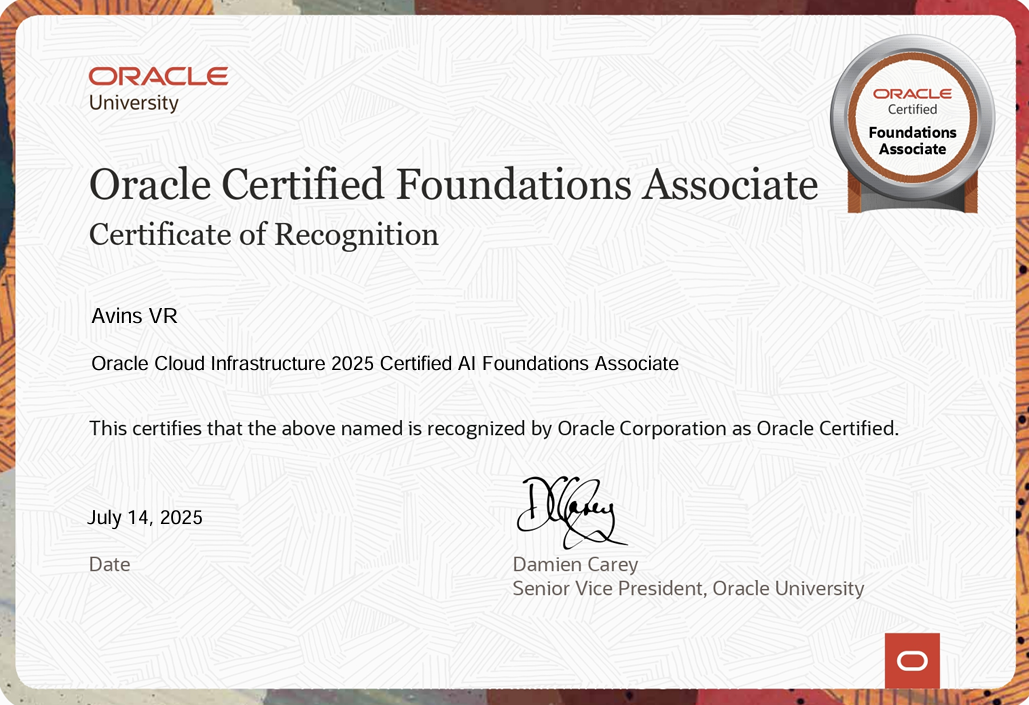 ORACLE
University
ORACLE
Certified
Foundations
Associate
Oracle Certified Foundations Associate
Certificate of Recognition
Avins VR
Oracle Cloud Infrastructure 2025 Certified AI Foundations Associate
This certifies that the above named is recognized by Oracle Corporation as Oracle Certified.
DCarey
July 14, 2025
Date
Damien Carey
Senior Vice President, Oracle University